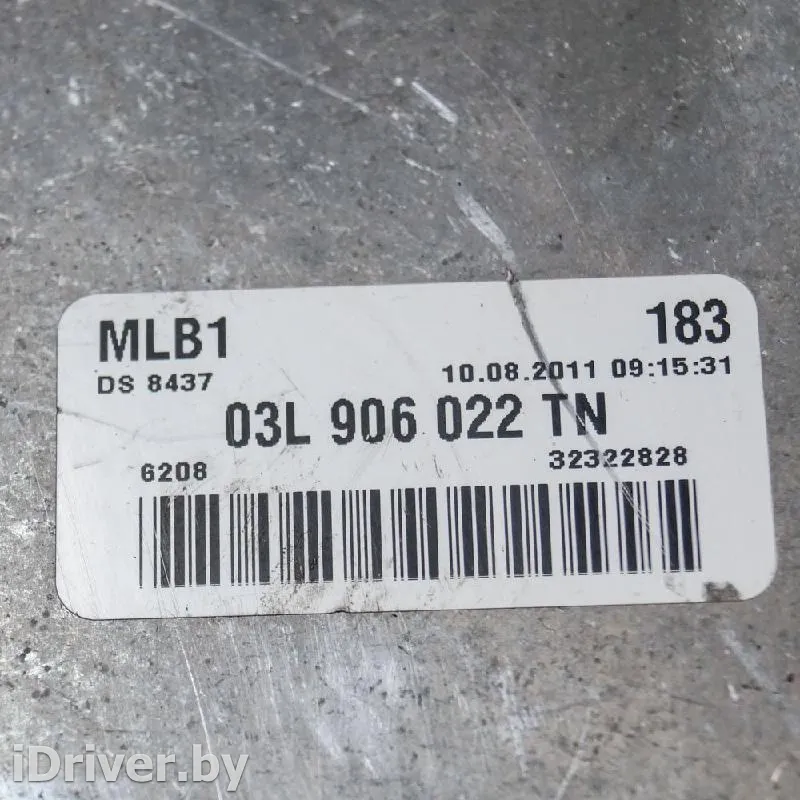 MLB1 183
DS 8437 10.08.2011 09:15:31
03L 906 022 TN
6208 32322828
iDriver.by